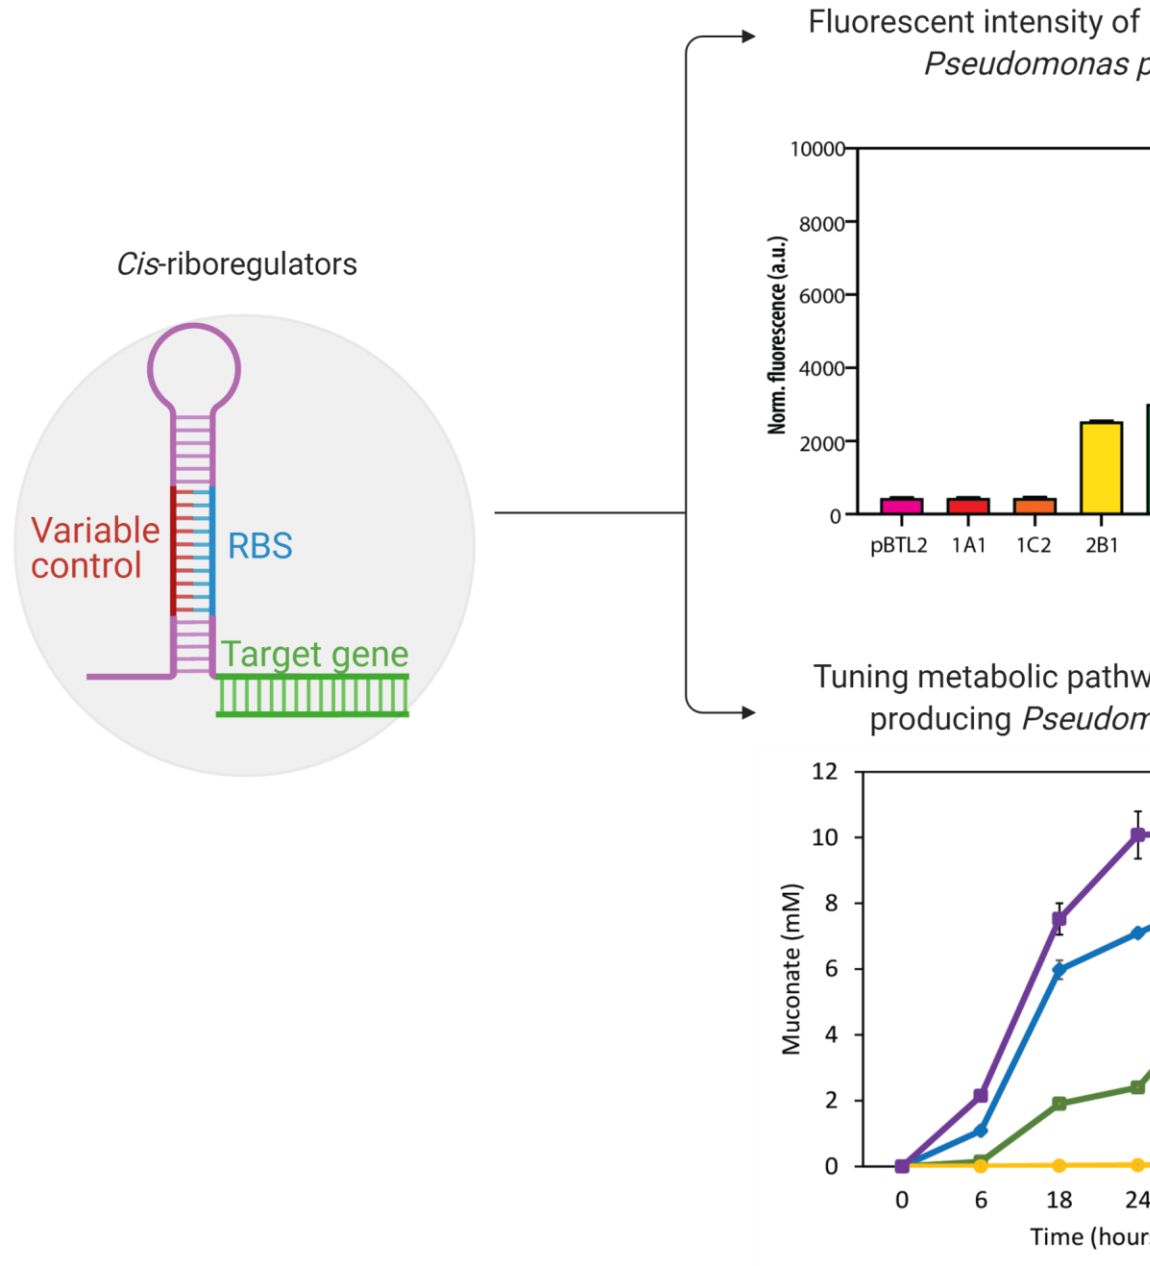 Fluorescent intensity of
Pseudomonas p
10000
8000
6000
4000
2000
0
Norm. fluorescence (a.u.)
pBTL2 1A1 1C2 2B1
Cis-riboregulators
Variable
control
RBS
Target gene
Tuning metabolic pathw
producing Pseudom
12
10
8
6
4
2
0
Muconate (mM)
0 6 18 24
Time (hours